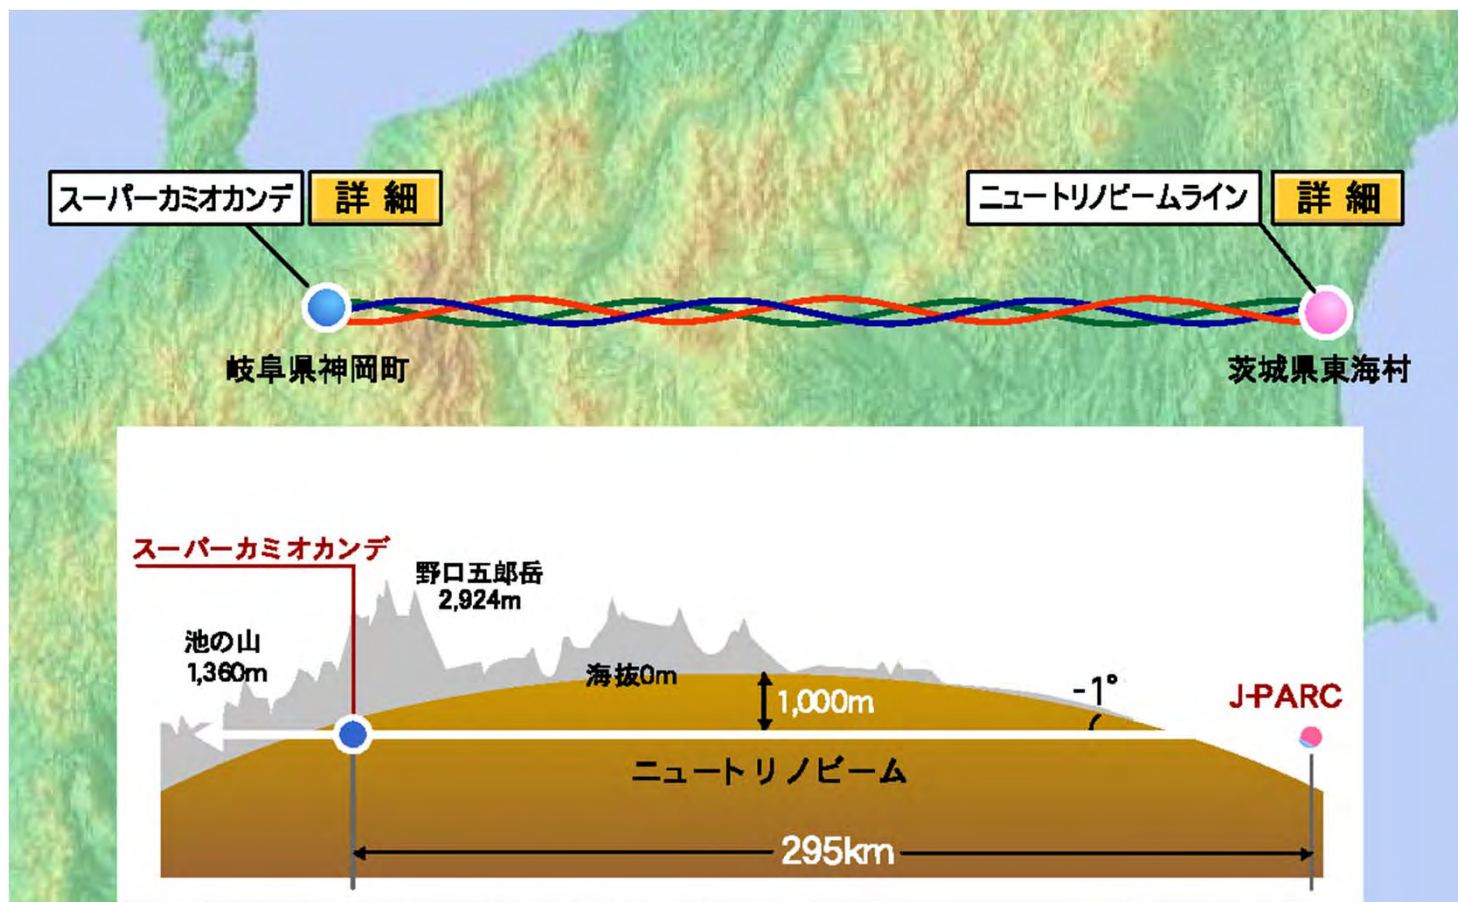 スーパーカミオカンデ 詳細
ニュートリノビームライン 詳細
岐阜県神岡町
茨城県東海村
スーパーカミオカンデ
野口五郎岳
2,924m
池の山
1,360m
海抜0m
1,000m
-1°
J-PARC
ニュートリノビーム
295km